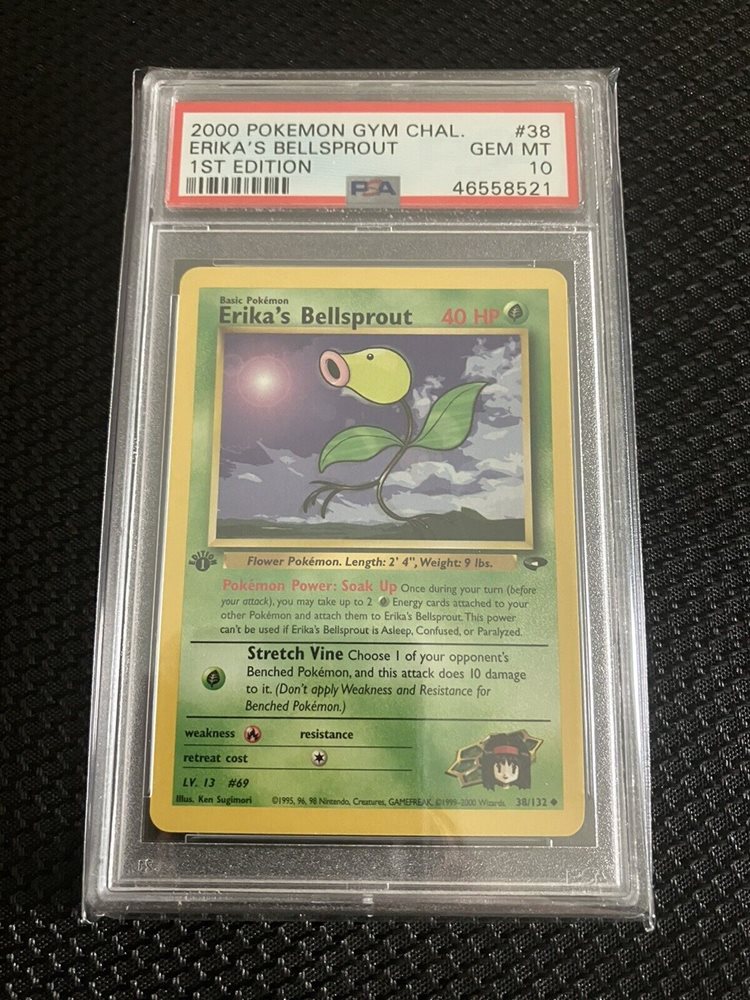 2000 POKEMON GYM CHAL. #38
ERIKA'S BELLSPROUT GEM MT
1ST EDITION 10
PSA 46558521
Basic Pokémon
Erika's Bellsprout 40 HP
EDITION
1
Flower Pokémon. Length: 2' 4", Weight: 9 lbs.
Pokémon Power: Soak Up Once during your turn (before
your attack), you may take up to 2 Energy cards attached to your
other Pokémon and attach them to Erika's Bellsprout. This power
can't be used if Erika's Bellsprout is Asleep, Confused, or Paralyzed.
Stretch Vine Choose 1 of your opponent's
Benched Pokémon, and this attack does 10 damage
to it. (Don't apply Weakness and Resistance for
Benched Pokémon.)
weakness resistance
retreat cost
LV. 13 #69
Illus. Ken Sugimori ©1995, 96, 98 Nintendo, Creatures, GAMEFREAK. ©1999-2000 Wizards. 38/132